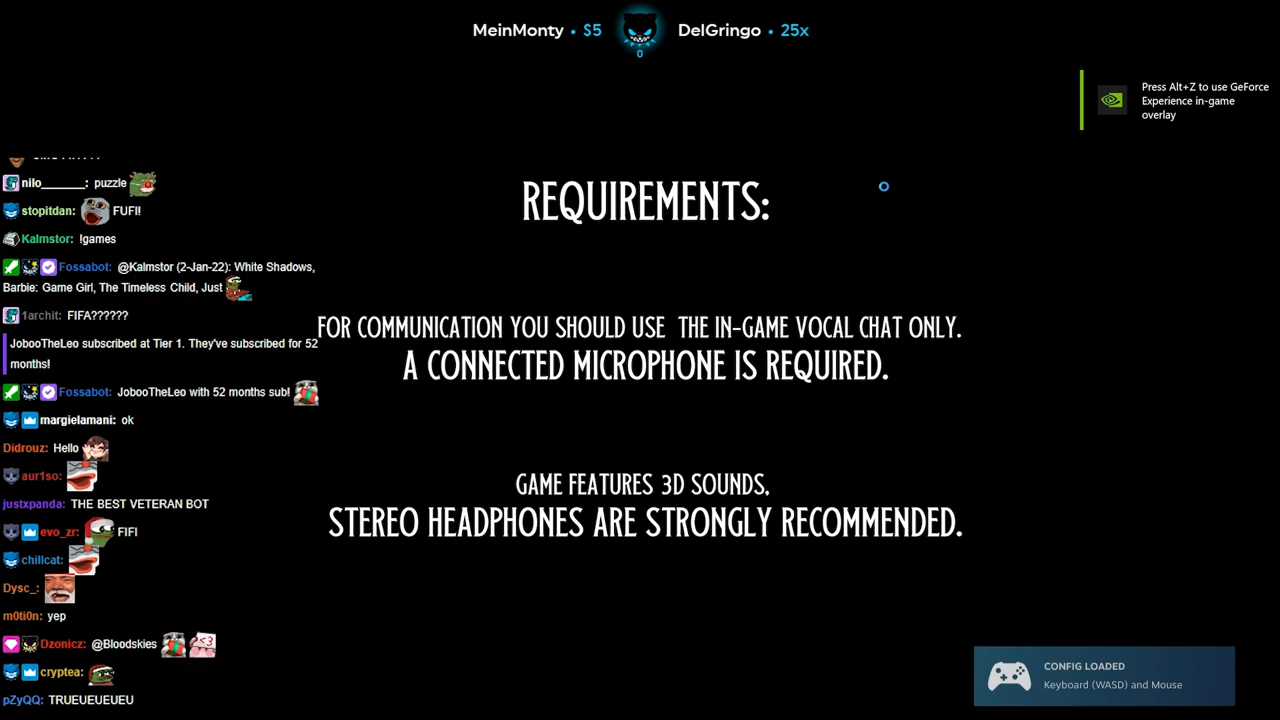 MeinMonty • $5
DelGringo • 25x
0
Press Alt+Z to use GeForce
Experience in-game
overlay
nilo_______: puzzle
stopitdan: FUFI!
Kalmstor: !games
Fossabot: @Kalmstor (2-Jan-22): White Shadows,
Barbie: Game Girl, The Timeless Child, Just
1archit: FIFA??????
JobooTheLeo subscribed at Tier 1. They've subscribed for 52
months!
Fossabot: JobooTheLeo with 52 months sub!
margielamani: ok
Didrouz: Hello
aur1so:
justxpanda: THE BEST VETERAN BOT
evo_zr: FIFI
chillcat:
Dysc_:
m0ti0n: yep
Dzonicz: @Bloodskies <3
cryptea:
pZyQQ: TRUEUEUEUEU
REQUIREMENTS:
FOR COMMUNICATION YOU SHOULD USE THE IN-GAME VOCAL CHAT ONLY.
A CONNECTED MICROPHONE IS REQUIRED.
GAME FEATURES 3D SOUNDS,
STEREO HEADPHONES ARE STRONGLY RECOMMENDED.
CONFIG LOADED
Keyboard (WASD) and Mouse